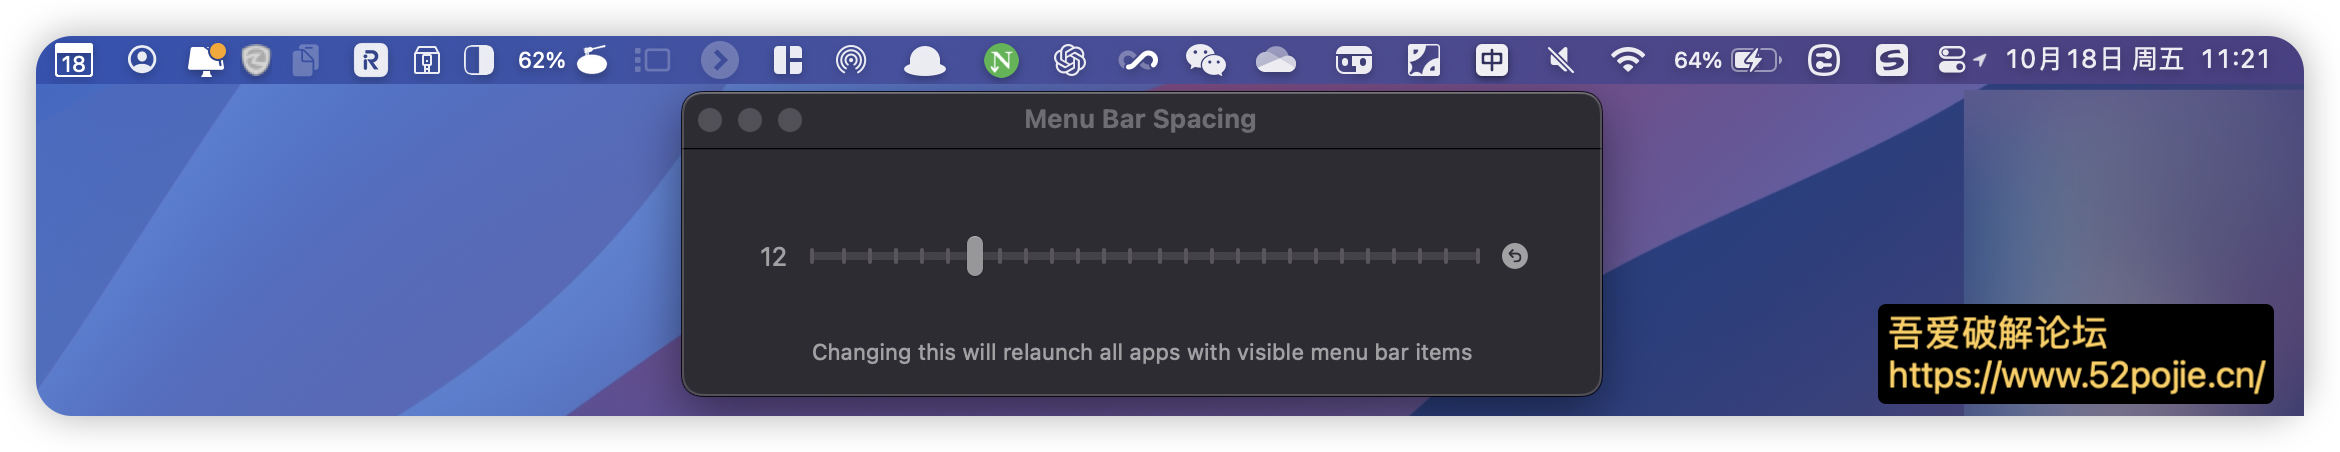 18 62% N 中 64% 10月18日 周五 11:21
Menu Bar Spacing
12
Changing this will relaunch all apps with visible menu bar items
吾爱破解论坛
https://www.52pojie.cn/